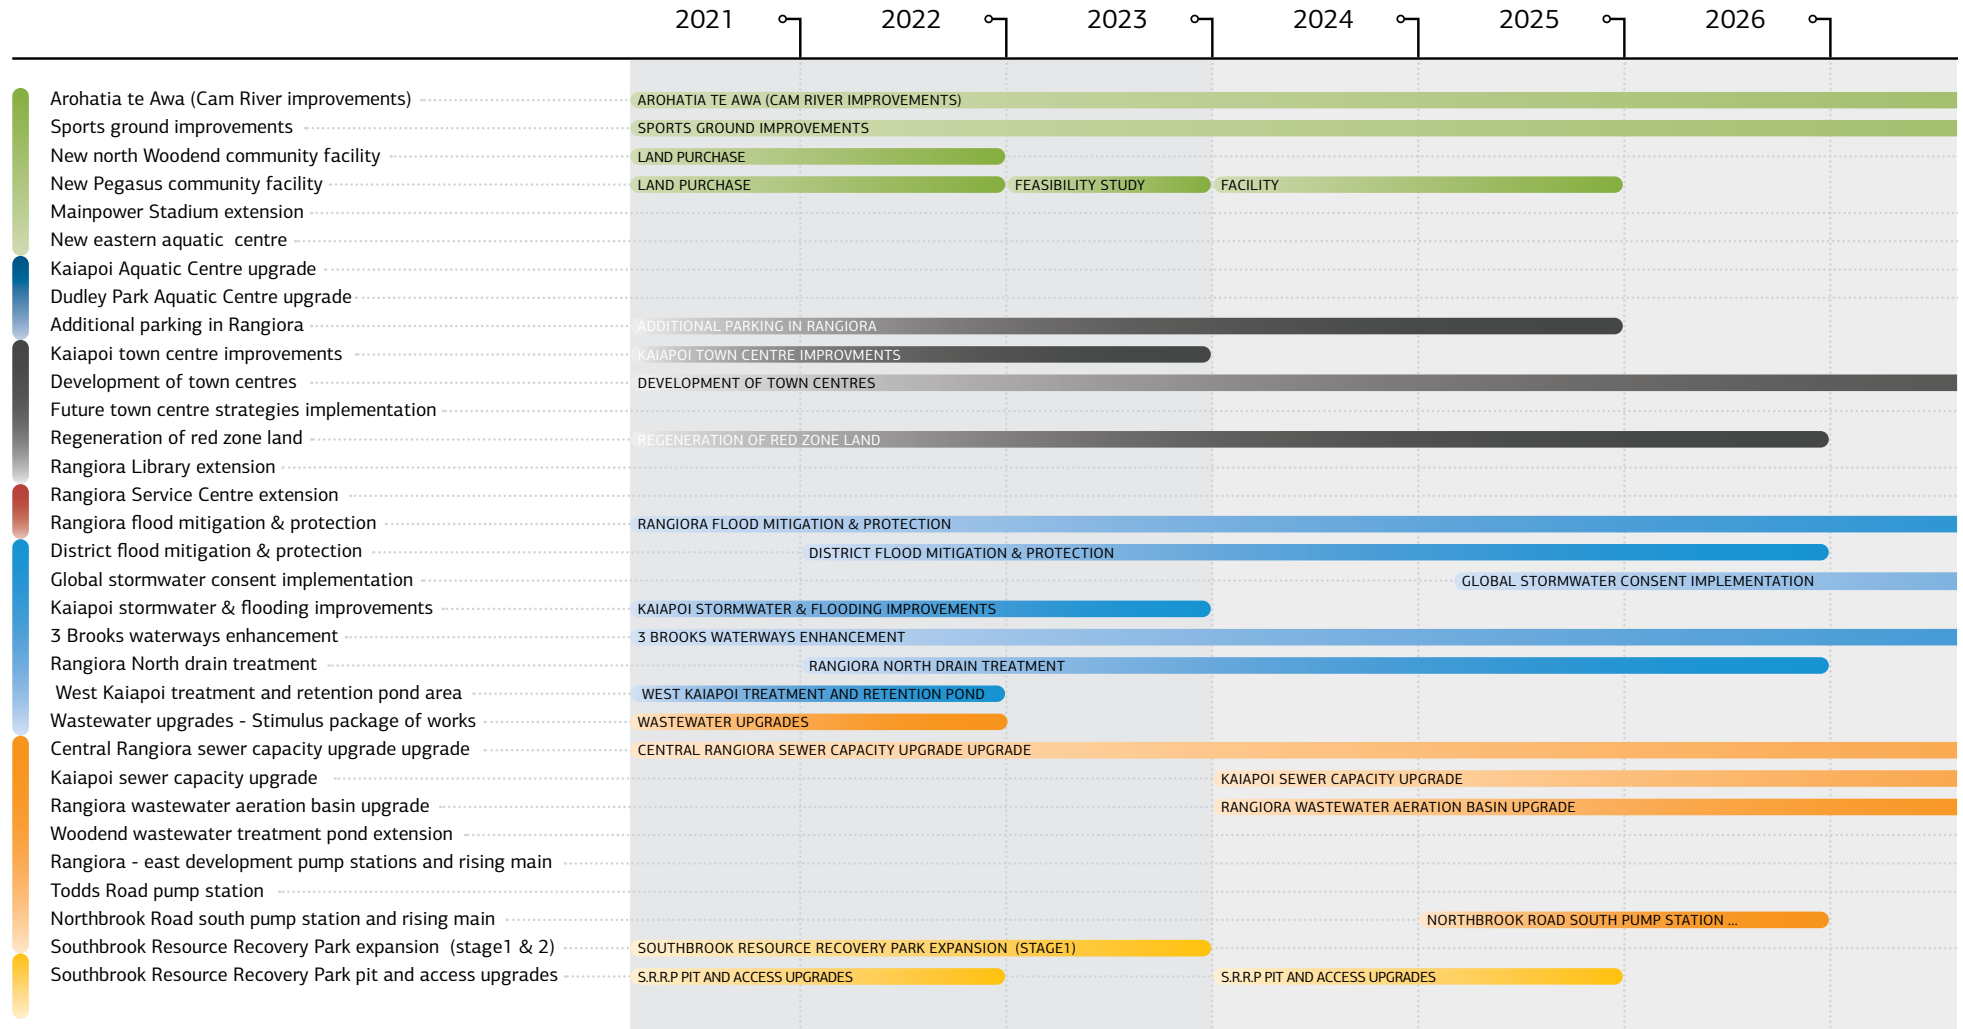 2021 2022 2023 2024 2025 2026
Arohatia te Awa (Cam River improvements) AROHATIA TE AWA (CAM RIVER IMPROVEMENTS)
Sports ground improvements SPORTS GROUND IMPROVEMENTS
New north Woodend community facility LAND PURCHASE
New Pegasus community facility LAND PURCHASE FEASIBILITY STUDY FACILITY
Mainpower Stadium extension
New eastern aquatic centre
Kaiapoi Aquatic Centre upgrade
Dudley Park Aquatic Centre upgrade
Additional parking in Rangiora ADDITIONAL PARKING IN RANGIORA
Kaiapoi town centre improvements KAIAPOI TOWN CENTRE IMPROVMENTS
Development of town centres DEVELOPMENT OF TOWN CENTRES
Future town centre strategies implementation
Regeneration of red zone land REGENERATION OF RED ZONE LAND
Rangiora Library extension
Rangiora Service Centre extension
Rangiora flood mitigation & protection RANGIORA FLOOD MITIGATION & PROTECTION
District flood mitigation & protection DISTRICT FLOOD MITIGATION & PROTECTION
Global stormwater consent implementation GLOBAL STORMWATER CONSENT IMPLEMENTATION
Kaiapoi stormwater & flooding improvements KAIAPOI STORMWATER & FLOODING IMPROVEMENTS
3 Brooks waterways enhancement 3 BROOKS WATERWAYS ENHANCEMENT
Rangiora North drain treatment RANGIORA NORTH DRAIN TREATMENT
West Kaiapoi treatment and retention pond area WEST KAIAPOI TREATMENT AND RETENTION POND
Wastewater upgrades - Stimulus package of works WASTEWATER UPGRADES
Central Rangiora sewer capacity upgrade upgrade CENTRAL RANGIORA SEWER CAPACITY UPGRADE UPGRADE
Kaiapoi sewer capacity upgrade KAIAPOI SEWER CAPACITY UPGRADE
Rangiora wastewater aeration basin upgrade RANGIORA WASTEWATER AERATION BASIN UPGRADE
Woodend wastewater treatment pond extension
Rangiora - east development pump stations and rising main
Todds Road pump station
Northbrook Road south pump station and rising main NORTHBROOK ROAD SOUTH PUMP STATION ...
Southbrook Resource Recovery Park expansion (stage1 & 2) SOUTHBROOK RESOURCE RECOVERY PARK EXPANSION (STAGE1)
Southbrook Resource Recovery Park pit and access upgrades S.R.R.P PIT AND ACCESS UPGRADES S.R.R.P PIT AND ACCESS UPGRADES